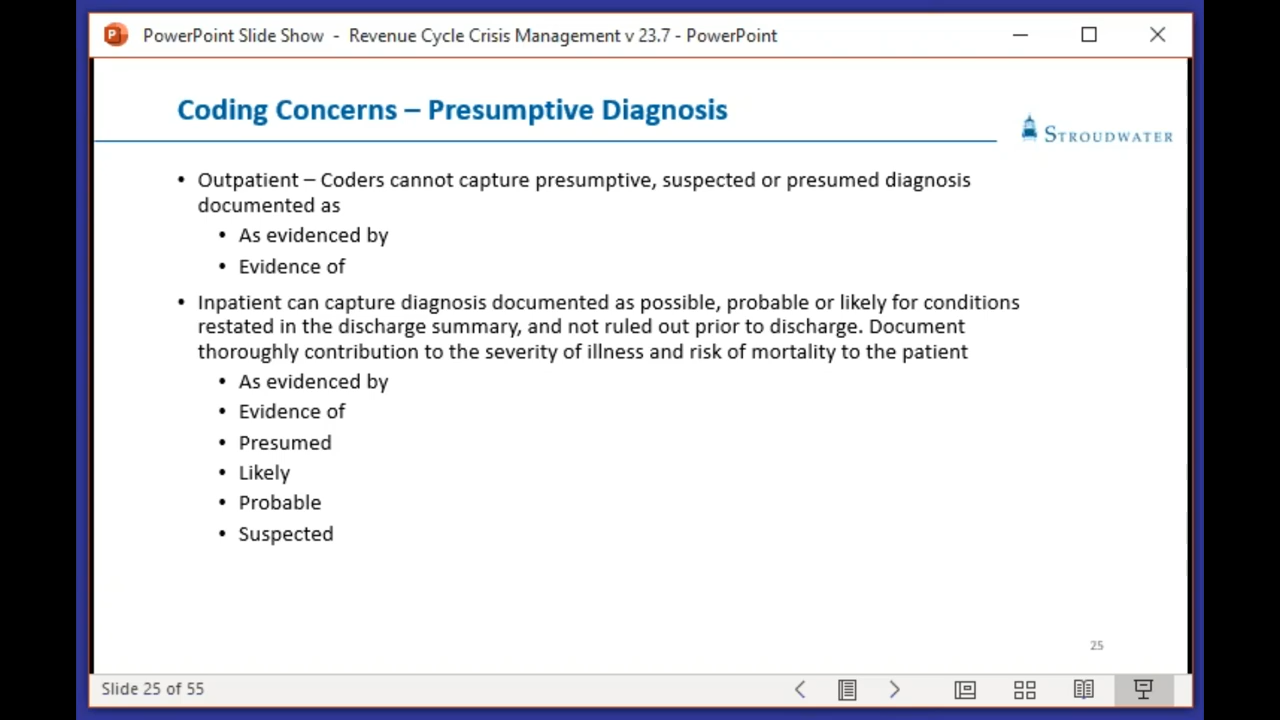 PowerPoint Slide Show - Revenue Cycle Crisis Management v 23.7 - PowerPoint
Coding Concerns – Presumptive Diagnosis
STROUDWATER
• Outpatient – Coders cannot capture presumptive, suspected or presumed diagnosis
documented as
• As evidenced by
• Evidence of
• Inpatient can capture diagnosis documented as possible, probable or likely for conditions
restated in the discharge summary, and not ruled out prior to discharge. Document
thoroughly contribution to the severity of illness and risk of mortality to the patient
• As evidenced by
• Evidence of
• Presumed
• Likely
• Probable
• Suspected
25
Slide 25 of 55